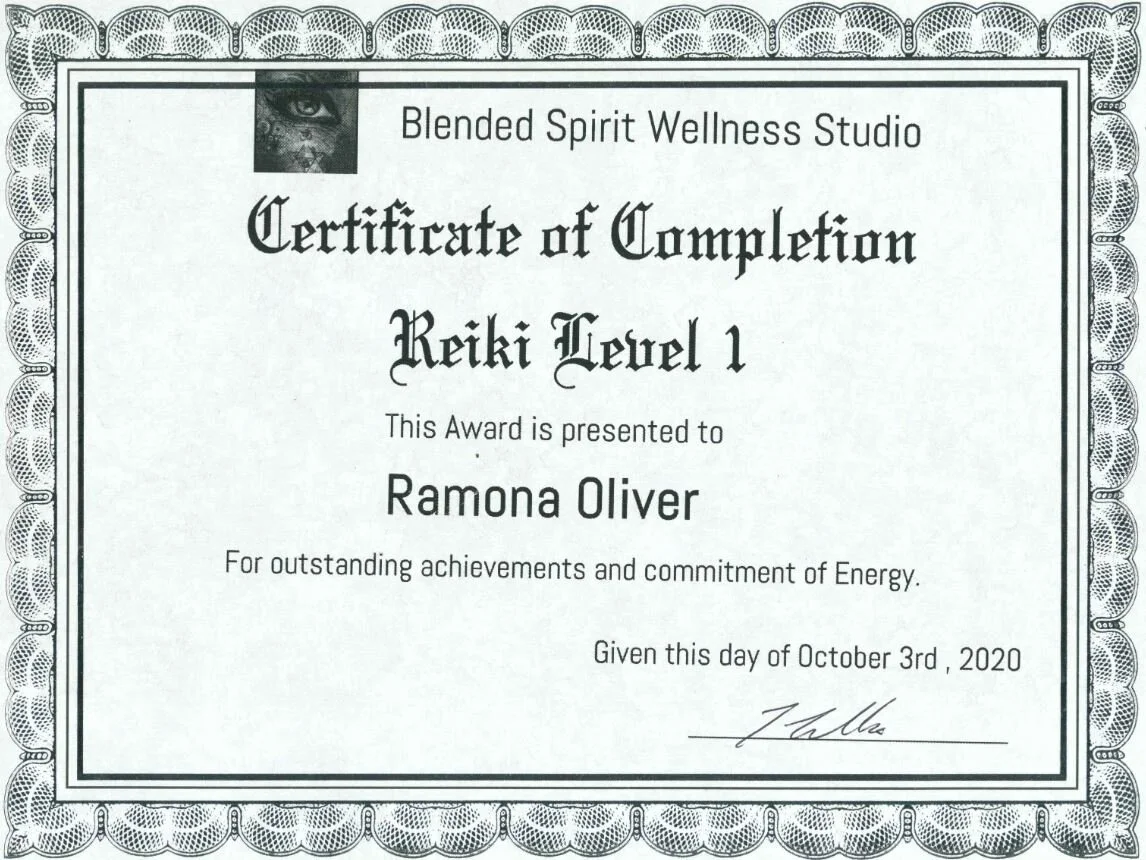 Blended Spirit Wellness Studio
Certificate of Completion
Reiki Level 1
This Award is presented to
Ramona Oliver
For outstanding achievements and commitment of Energy.
Given this day of October 3rd , 2020